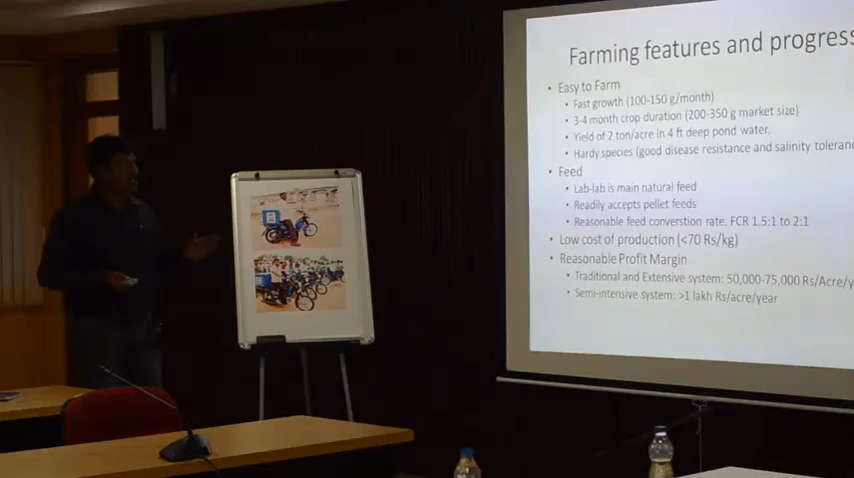 Farming features and progress
• Easy to Farm
• Fast growth (100-150 g/month)
• 3-4 month crop duration (200-350 g market size)
• Yield of 2 ton/acre in 4 ft deep pond water.
• Hardy species (good disease resistance and salinity toleran
• Feed
• Lab-lab is main natural feed
• Readily accepts pellet feeds
• Reasonable feed converstion rate. FCR 1.5:1 to 2:1
• Low cost of production (<70 Rs/kg)
• Reasonable Profit Margin
• Traditional and Extensive system: 50,000-75,000 Rs/Acre/y
• Semi-intensive system: >1 lakh Rs/acre/year